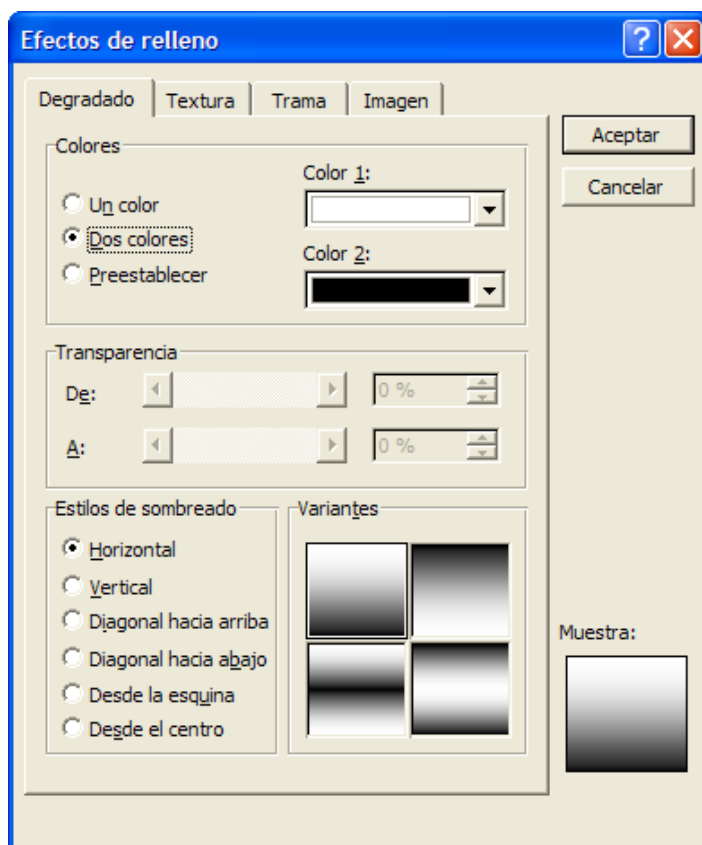 Efectos de relleno
Degradado Textura Trama Imagen
Aceptar
Cancelar
Colores
Un color
Dos colores
Preestablecer
Color 1:
Color 2:
Transparencia
De: 0 %
A: 0 %
Estilos de sombreado
Horizontal
Vertical
Diagonal hacia arriba
Diagonal hacia abajo
Desde la esquina
Desde el centro
Variantes
Muestra: